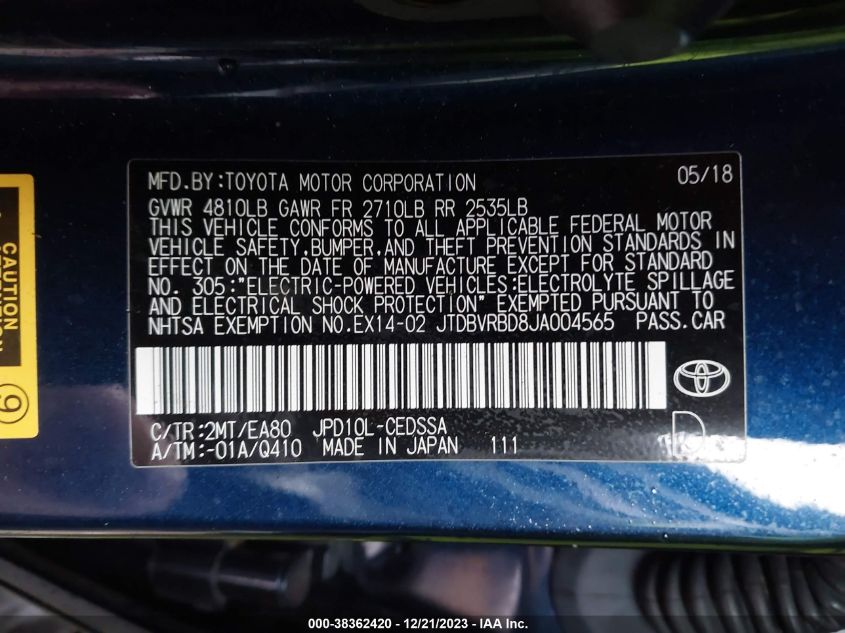 MFD.BY:TOYOTA MOTOR CORPORATION 05/18
GVWR 4810LB GAWR FR 2710LB RR 2535LB
THIS VEHICLE CONFORMS TO ALL APPLICABLE FEDERAL MOTOR
VEHICLE SAFETY,BUMPER,AND THEFT PREVENTION STANDARDS IN
EFFECT ON THE DATE OF MANUFACTURE EXCEPT FOR STANDARD
NO. 305:"ELECTRIC-POWERED VEHICLES:ELECTROLYTE SPILLAGE
AND ELECTRICAL SHOCK PROTECTION" EXEMPTED PURSUANT TO
NHTSA EXEMPTION NO.EX14-02 JTDBVRBD8JA004565 PASS.CAR
C/TR:2MT/EA80 JPD10L-CEDSSA
A/TM:-01A/Q410 MADE IN JAPAN 111
D
CAUTION
9
000-38362420 - 12/21/2023 - IAA Inc.